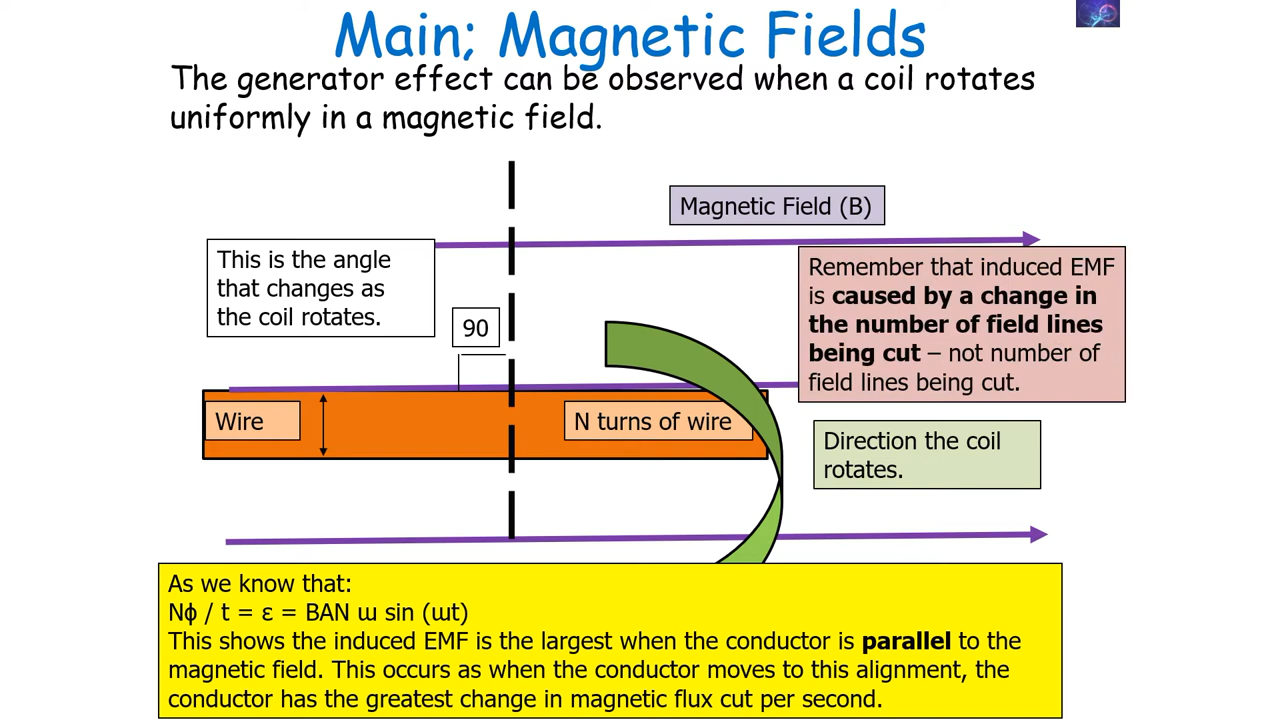 Main; Magnetic Fields
The generator effect can be observed when a coil rotates
uniformly in a magnetic field.
Magnetic Field (B)
This is the angle
that changes as
the coil rotates.
90
Remember that induced EMF
is caused by a change in
the number of field lines
being cut – not number of
field lines being cut.
Wire
N turns of wire
Direction the coil
rotates.
As we know that:
Nϕ / t = ε = BAN ɯ sin (ɯt)
This shows the induced EMF is the largest when the conductor is parallel to the
magnetic field. This occurs as when the conductor moves to this alignment, the
conductor has the greatest change in magnetic flux cut per second.